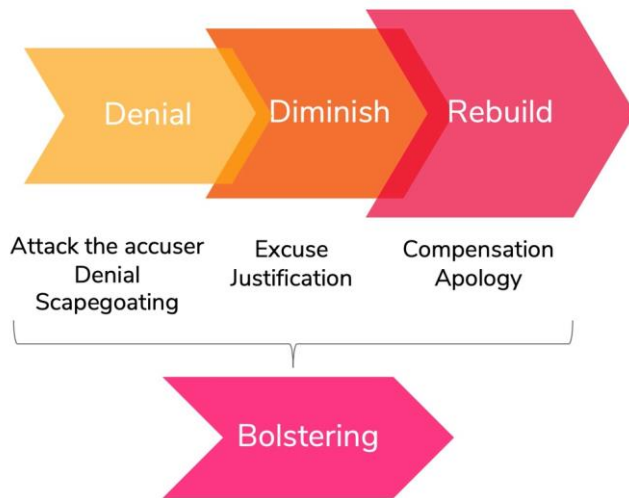 Denial
Diminish
Rebuild
Attack the accuser
Denial
Scapegoating
Excuse
Justification
Compensation
Apology
Bolstering